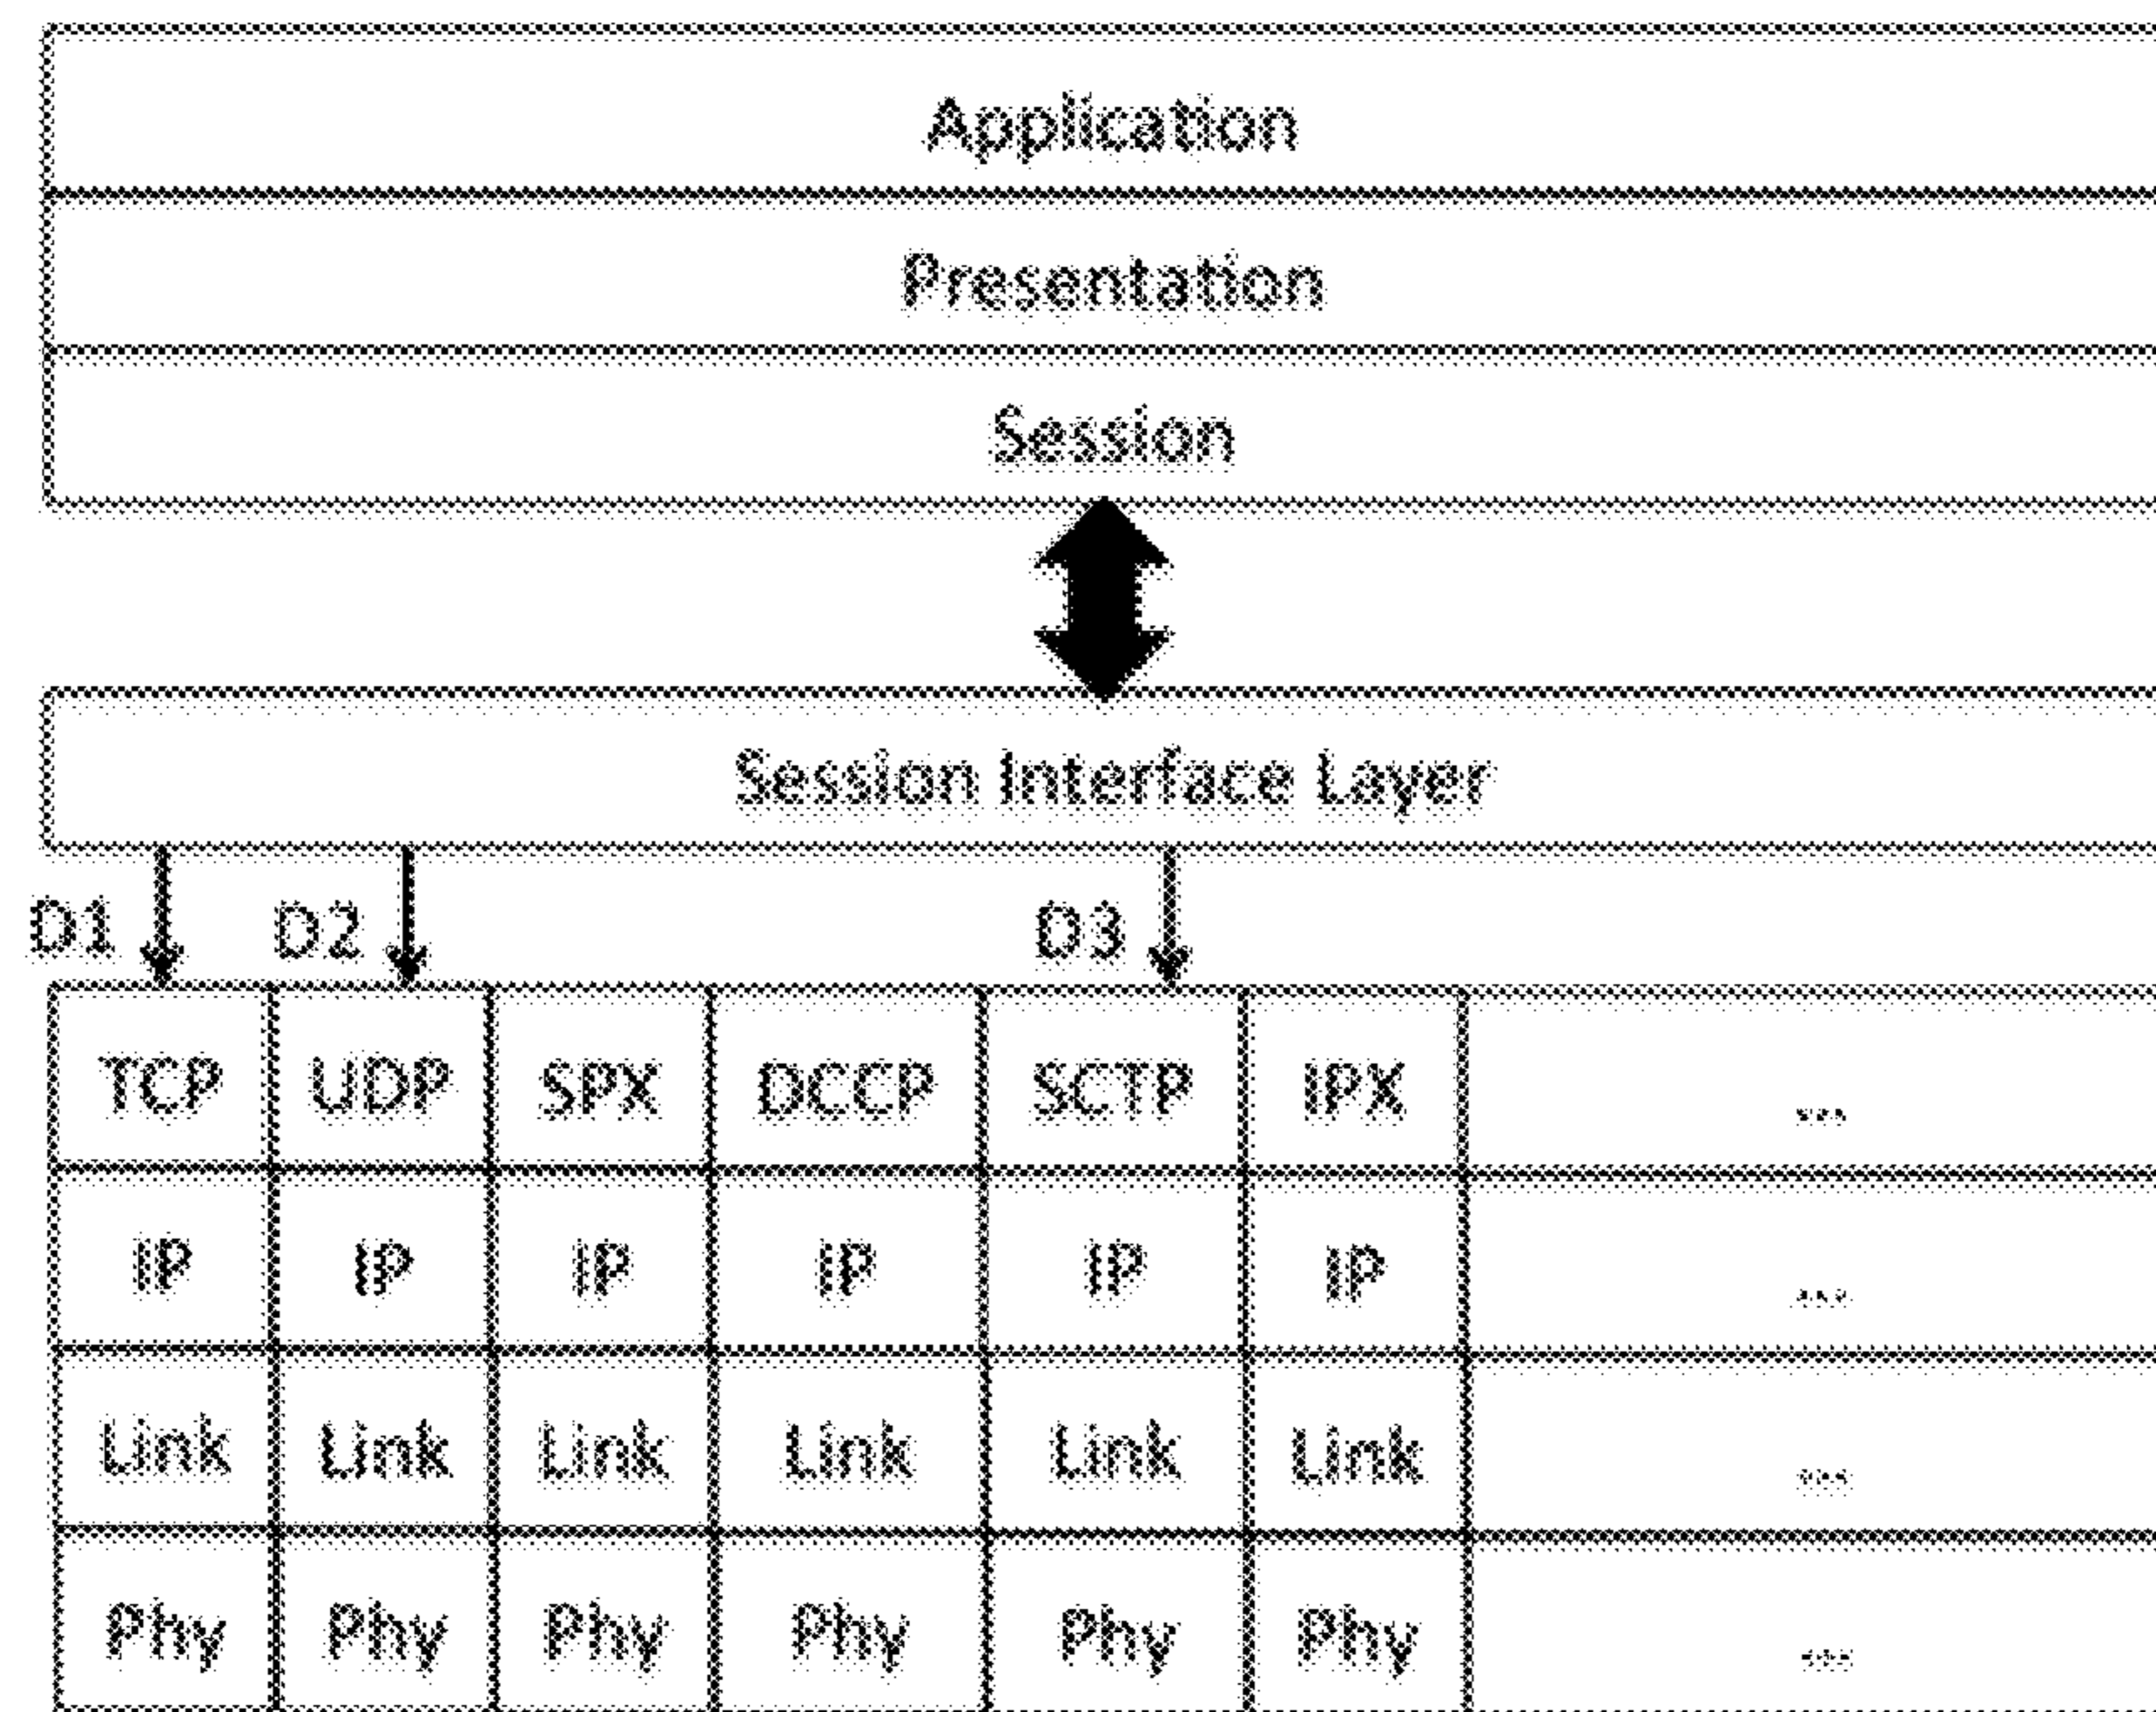 Application
Presentation
Session
Session Interface Layer
D1 D2 D3
TCP UDP SPX DCCP SCTP IPX ...
IP IP IP IP IP IP ...
Link Link Link Link Link Link ...
Phy Phy Phy Phy Phy Phy ...